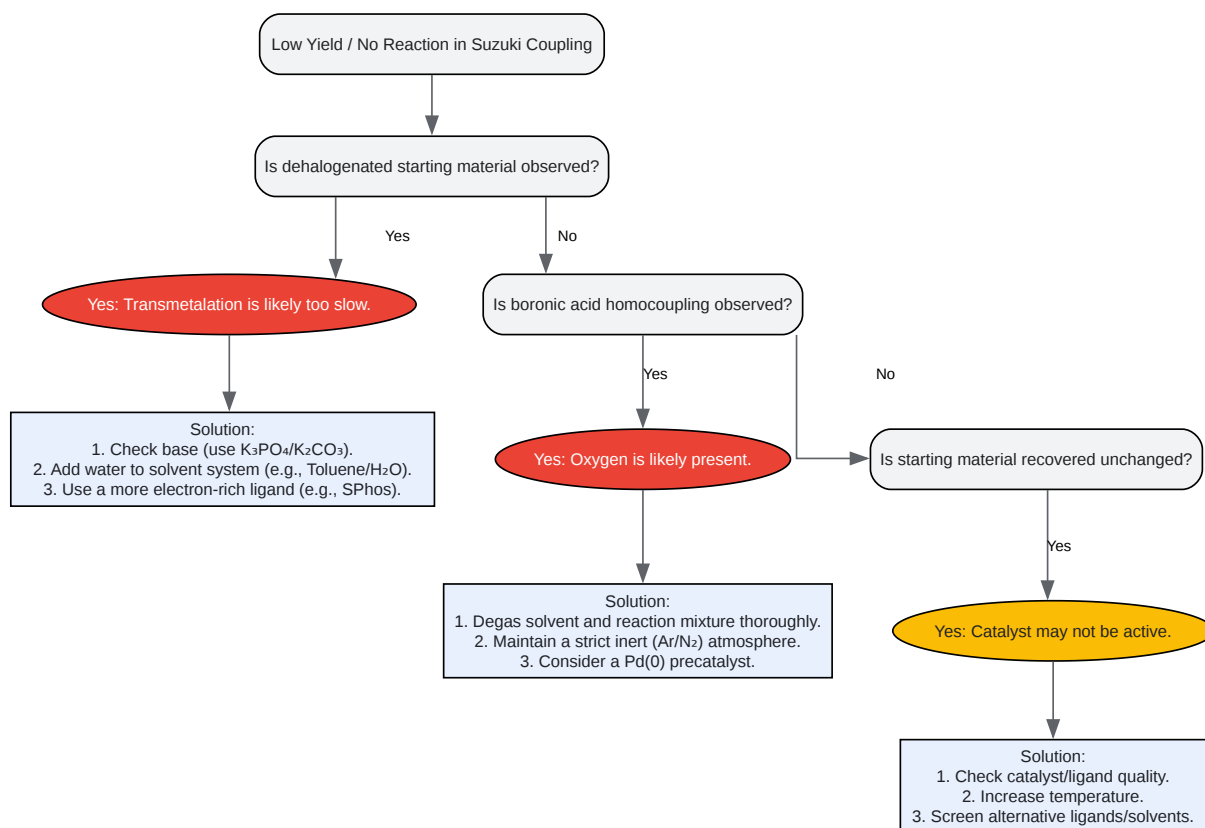 Low Yield / No Reaction in Suzuki Coupling
Is dehalogenated starting material observed?
Yes
No
Yes: Transmetalation is likely too slow.
Is boronic acid homocoupling observed?
Yes
No
Solution:
1. Check base (use K₃PO₄/K₂CO₃).
2. Add water to solvent system (e.g., Toluene/H₂O).
3. Use a more electron-rich ligand (e.g., SPhos).
Yes: Oxygen is likely present.
Is starting material recovered unchanged?
Yes
Solution:
1. Degas solvent and reaction mixture thoroughly.
2. Maintain a strict inert (Ar/N₂) atmosphere.
3. Consider a Pd(0) precatalyst.
Yes: Catalyst may not be active.
Solution:
1. Check catalyst/ligand quality.
2. Increase temperature.
3. Screen alternative ligands/solvents.